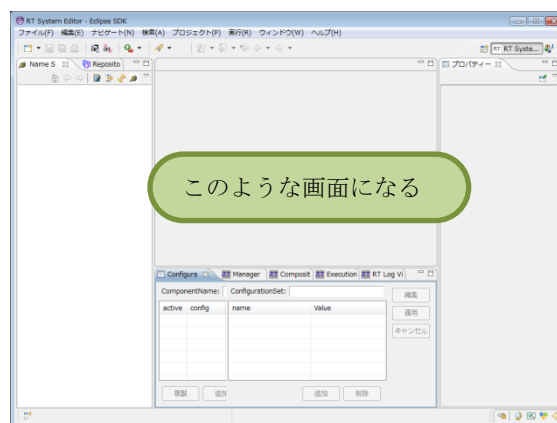 RT System Editor - Eclipse SDK
ファイル(F) 編集(E) ナビゲート(N) 検索(A) プロジェクト(P) 実行(R) ウィンドウ(W) ヘルプ(H)
RT Syste...
Name S
Reposito
プロパティー
このような画面になる
Configura
Manager
Composit
Execution
RT Log Vi
ComponentName:
ConfigurationSet:
編集
active config
name Value
適用
キャンセル
複製
追加
追加
削除